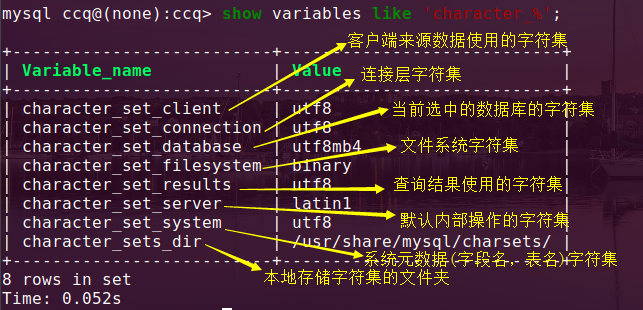 mysql ccq@(none):ccq> show variables like 'character_%';
客户端来源数据使用的字符集
| Variable_name | Value
连接层字符集
| character_set_client | utf8
| character_set_connection | utf8
当前选中的数据库的字符集
| character_set_database | utf8mb4
文件系统字符集
| character_set_filesystem | binary
| character_set_results | utf8
查询结果使用的字符集
| character_set_server | latin1
默认内部操作的字符集
| character_set_system | utf8
| character_sets_dir | /usr/share/mysql/charsets/ |
系统元数据(字段名，表名)字符集
本地存储字符集的文件夹
8 rows in set
Time: 0.052s